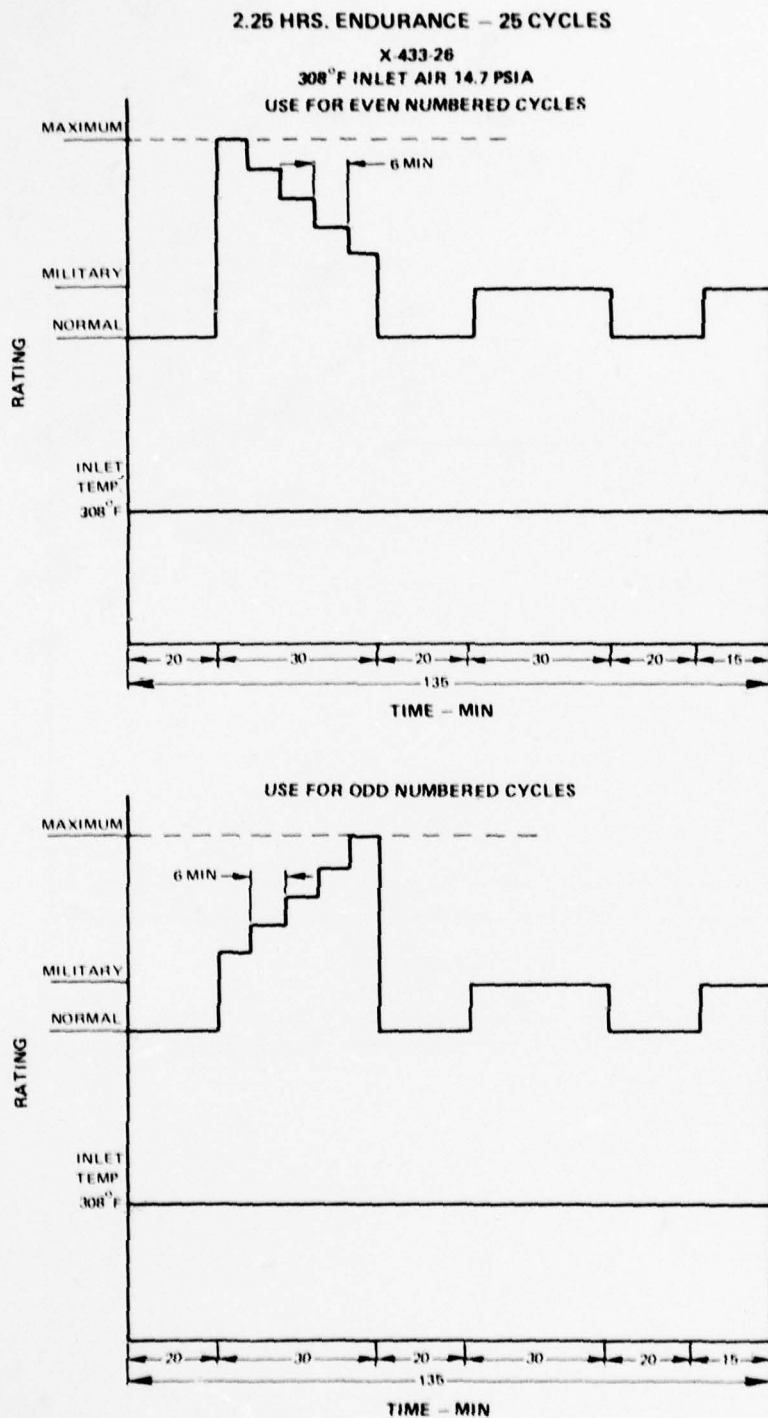 2.25 HRS. ENDURANCE – 25 CYCLES
X-433-26
308°F INLET AIR 14.7 PSIA
USE FOR EVEN NUMBERED CYCLES
MAXIMUM
6 MIN
MILITARY
NORMAL
RATING
INLET
TEMP.
308°F
20 30 20 30 20 15
135
TIME – MIN
USE FOR ODD NUMBERED CYCLES
MAXIMUM
6 MIN
MILITARY
NORMAL
RATING
INLET
TEMP
308°F
20 30 20 30 20 15
135
TIME – MIN